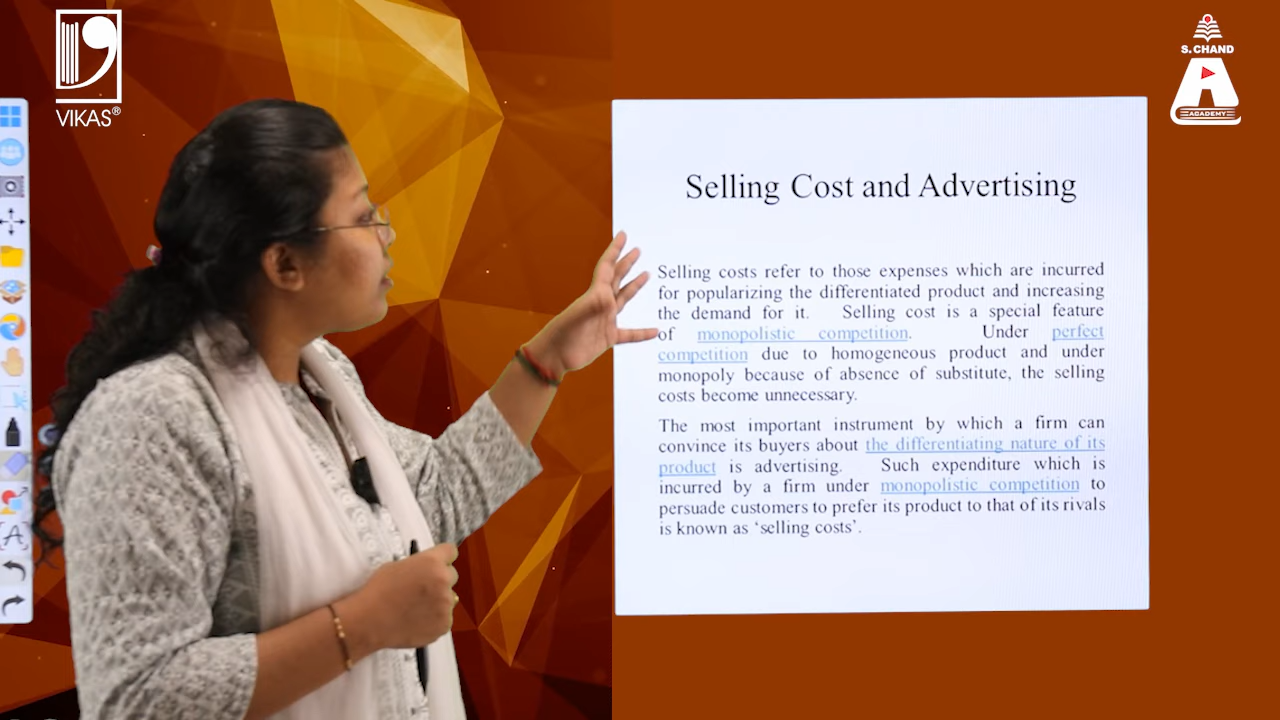 VIKAS®
S.CHAND
ACADEMY
Selling Cost and Advertising
Selling costs refer to those expenses which are incurred
for popularizing the differentiated product and increasing
the demand for it. Selling cost is a special feature
of monopolistic competition. Under perfect
competition due to homogeneous product and under
monopoly because of absence of substitute, the selling
costs become unnecessary.
The most important instrument by which a firm can
convince its buyers about the differentiating nature of its
product is advertising. Such expenditure which is
incurred by a firm under monopolistic competition to
persuade customers to prefer its product to that of its rivals
is known as ‘selling costs’.